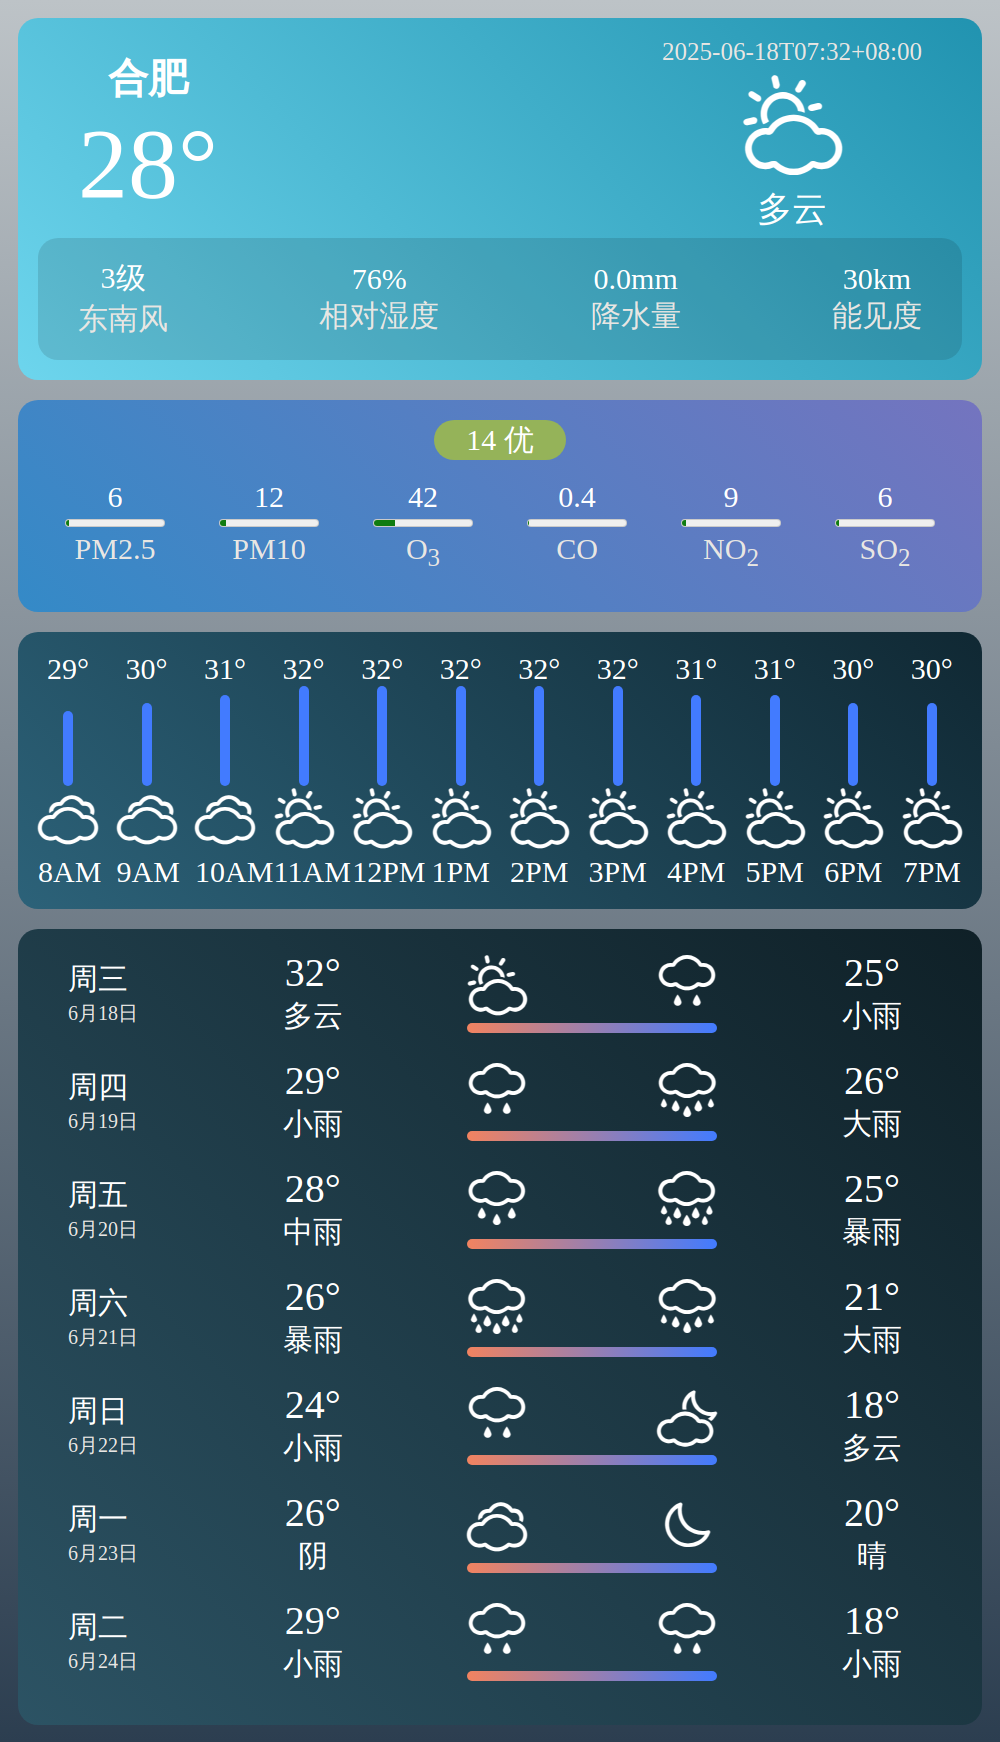 2025-06-18T07:32+08:00
合肥
28°
多云
3级 76% 0.0mm 30km
东南风 相对湿度 降水量 能见度
14 优
6 12 42 0.4 9 6
PM2.5 PM10 O3 CO NO2 SO2
29° 30° 31° 32° 32° 32° 32° 32° 31° 31° 30° 30°
8AM 9AM 10AM 11AM 12PM 1PM 2PM 3PM 4PM 5PM 6PM 7PM
周三 32° 25°
6月18日 多云 小雨
周四 29° 26°
6月19日 小雨 大雨
周五 28° 25°
6月20日 中雨 暴雨
周六 26° 21°
6月21日 暴雨 大雨
周日 24° 18°
6月22日 小雨 多云
周一 26° 20°
6月23日 阴 晴
周二 29° 18°
6月24日 小雨 小雨